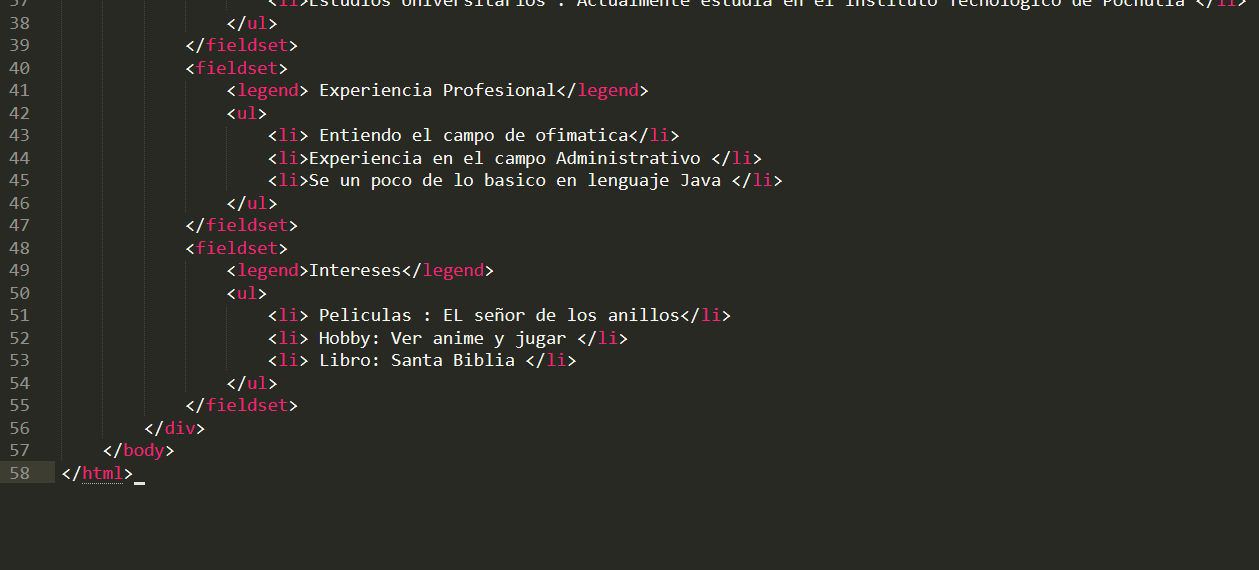 37 <li>Estudios Universitarios : Actualmente estudia en el Instituto Tecnologico de Pochutla </li>
38 </ul>
39 </fieldset>
40 <fieldset>
41 <legend> Experiencia Profesional</legend>
42 <ul>
43 <li> Entiendo el campo de ofimatica</li>
44 <li>Experiencia en el campo Administrativo </li>
45 <li>Se un poco de lo basico en lenguaje Java </li>
46 </ul>
47 </fieldset>
48 <fieldset>
49 <legend>Intereses</legend>
50 <ul>
51 <li> Peliculas : EL señor de los anillos</li>
52 <li> Hobby: Ver anime y jugar </li>
53 <li> Libro: Santa Biblia </li>
54 </ul>
55 </fieldset>
56 </div>
57 </body>
58 </html>